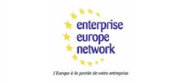 enterprise
europe
network
L'Europe à la portée de votre entreprise